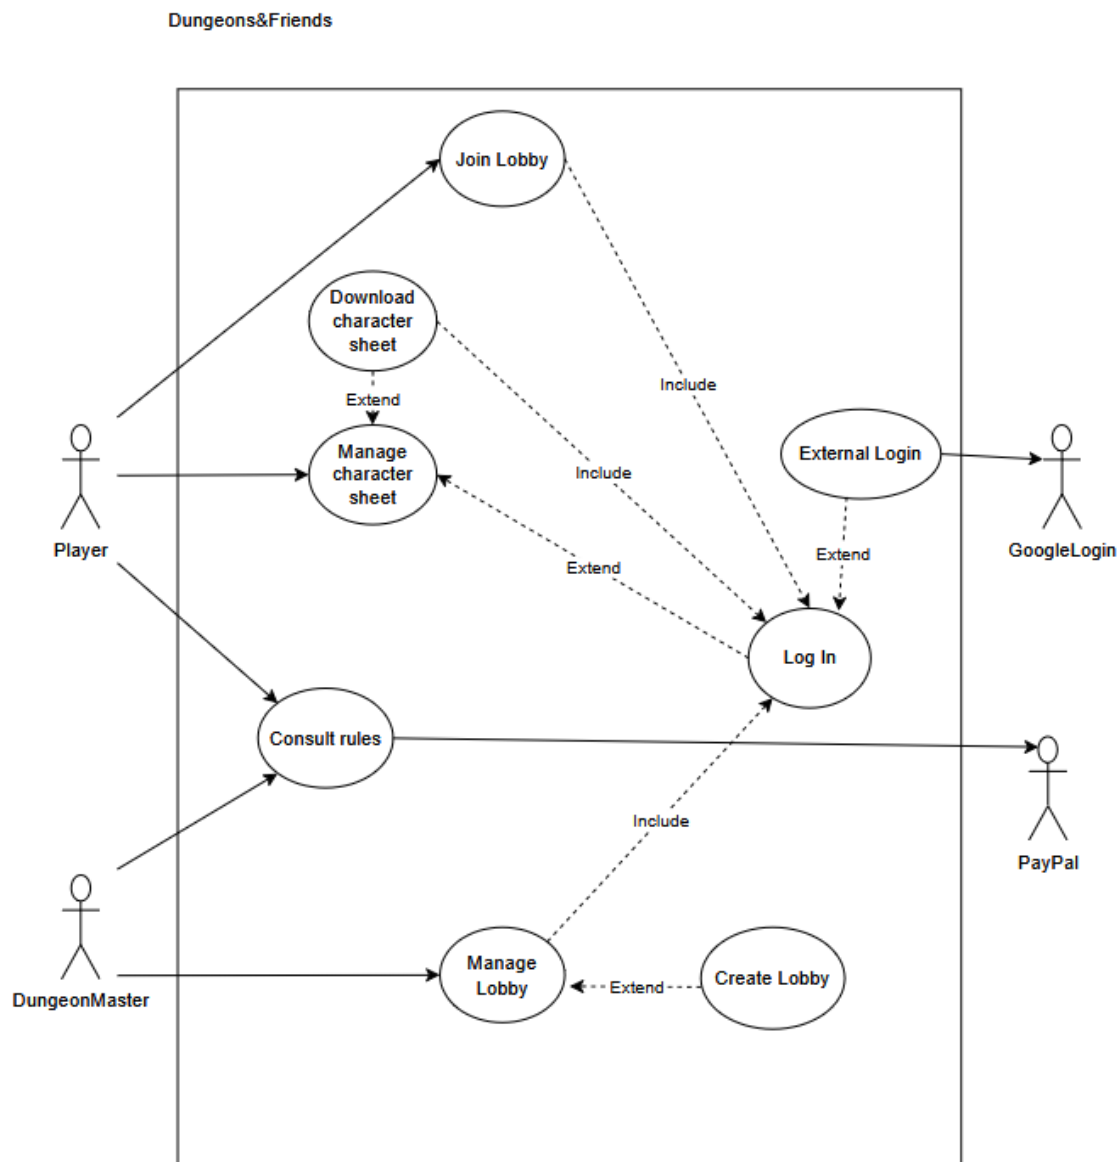 Dungeons&Friends
Join Lobby
Download
character
sheet
Extend
Manage
character
sheet
Include
Include
Extend
External Login
Extend
Log In
Player
GoogleLogin
Consult rules
PayPal
Include
DungeonMaster
Manage
Lobby
Extend
Create Lobby